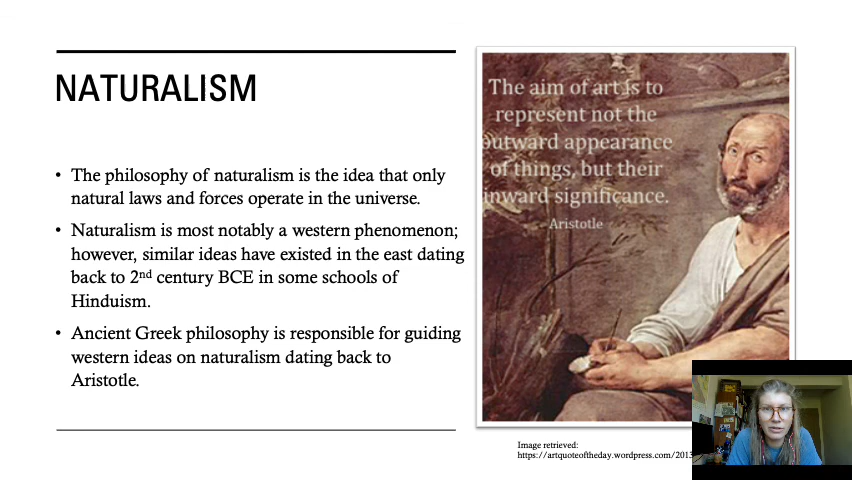 NATURALISM
• The philosophy of naturalism is the idea that only
natural laws and forces operate in the universe.
• Naturalism is most notably a western phenomenon;
however, similar ideas have existed in the east dating
back to 2nd century BCE in some schools of
Hinduism.
• Ancient Greek philosophy is responsible for guiding
western ideas on naturalism dating back to
Aristotle.
The aim of art is to
represent not the
outward appearance
of things, but their
inward significance.
Aristotle
Image retrieved:
https://artquoteoftheday.wordpress.com/2013